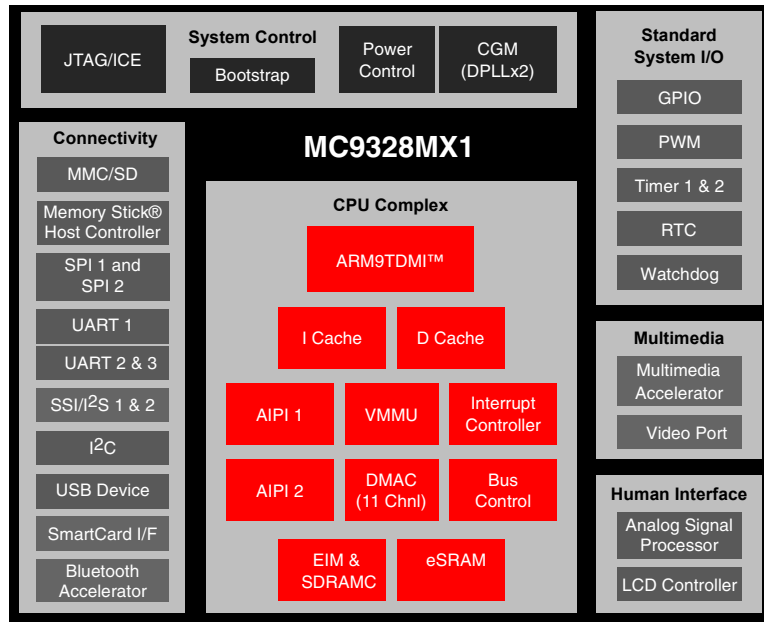 System Control
JTAG/ICE
Bootstrap
Power
Control
CGM
(DPLLx2)
Standard
System I/O
GPIO
PWM
Timer 1 & 2
RTC
Watchdog
Connectivity
MMC/SD
Memory Stick®
Host Controller
SPI 1 and
SPI 2
UART 1
UART 2 & 3
SSI/I2S 1 & 2
I2C
USB Device
SmartCard I/F
Bluetooth
Accelerator
MC9328MX1
CPU Complex
ARM9TDMI™
I Cache
D Cache
AIPI 1
VMMU
Interrupt
Controller
AIPI 2
DMAC
(11 Chnl)
Bus
Control
EIM &
SDRAMC
eSRAM
Multimedia
Multimedia
Accelerator
Video Port
Human Interface
Analog Signal
Processor
LCD Controller